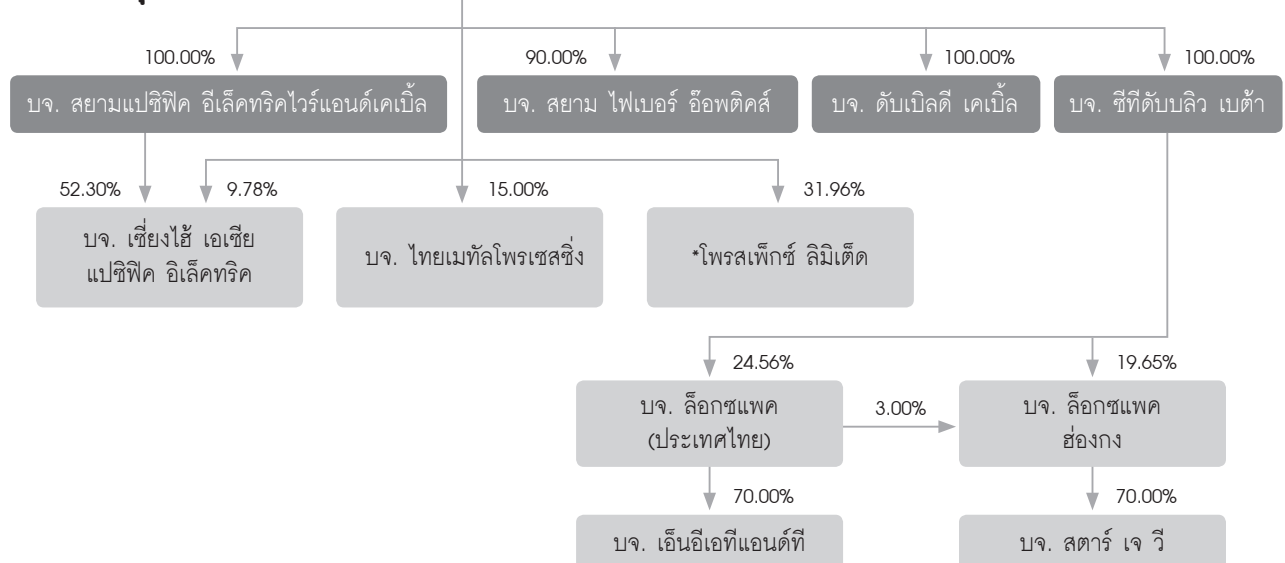 100.00%
90.00%
100.00%
100.00%
บจ. สยามแปซิฟิค อีเล็คทริคไวร์แอนด์เคเบิ้ล
บจ. สยาม ไฟเบอร์ อ๊อพติคส์
บจ. ดับเบิลดี เคเบิ้ล
บจ. ซีทีดับบลิว เบต้า
52.30%
9.78%
15.00%
31.96%
บจ. เซี่ยงไฮ้ เอเซีย
แปซิฟิค อิเล็คทริค
บจ. ไทยเมทัลโพรเซสซิ่ง
*โพรสเพ็กซ์ ลิมิเต็ด
24.56%
19.65%
บจ. ล็อกซแพค
(ประเทศไทย)
3.00%
บจ. ล็อกซแพค
ฮ่องกง
70.00%
70.00%
บจ. เอ็นอีเอทีแอนด์ที
บจ. สตาร์ เจ วี